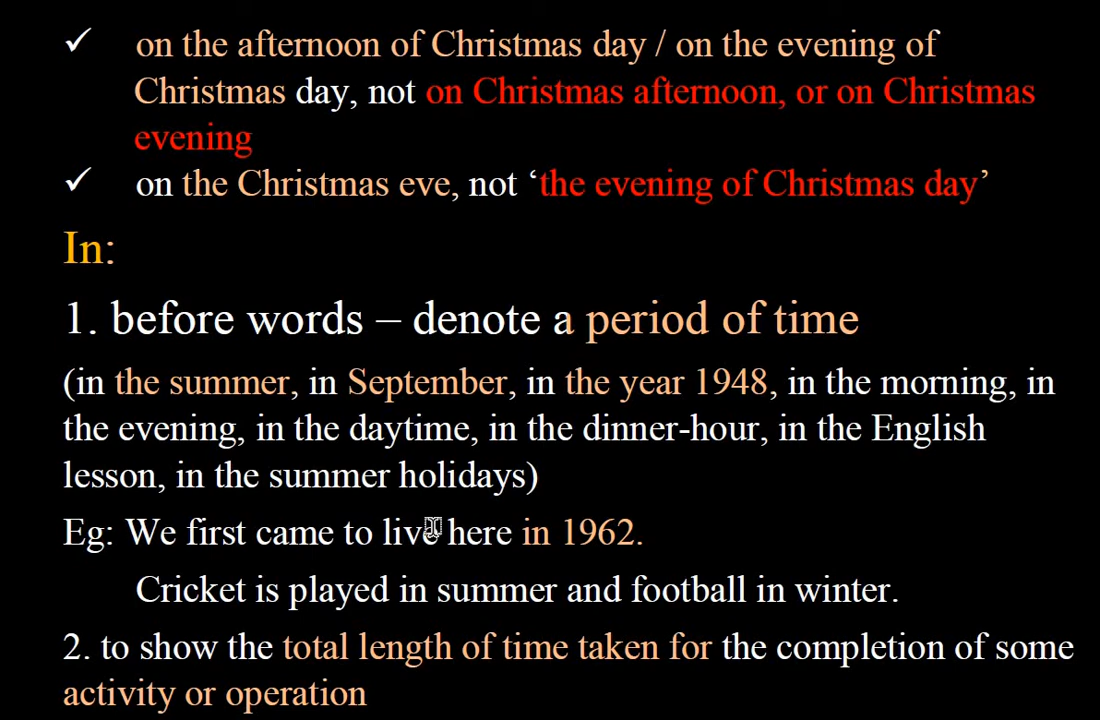 ✓ on the afternoon of Christmas day / on the evening of
Christmas day, not on Christmas afternoon, or on Christmas
evening
✓ on the Christmas eve, not ‘the evening of Christmas day’
In:
1. before words – denote a period of time
(in the summer, in September, in the year 1948, in the morning, in
the evening, in the daytime, in the dinner-hour, in the English
lesson, in the summer holidays)
Eg: We first came to live here in 1962.
Cricket is played in summer and football in winter.
2. to show the total length of time taken for the completion of some
activity or operation